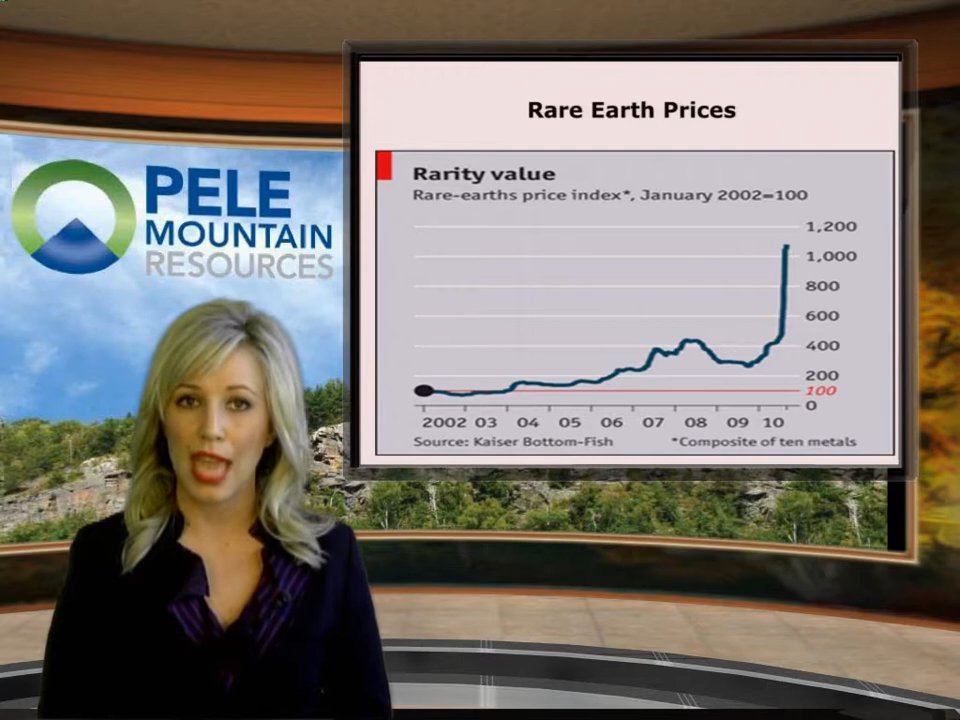 PELE
MOUNTAIN
RESOURCES
Rare Earth Prices
Rarity value
Rare-earths price index*, January 2002=100
1,200
1,000
800
600
400
200
100
0
2002 03 04 05 06 07 08 09 10
Source: Kaiser Bottom-Fish *Composite of ten metals